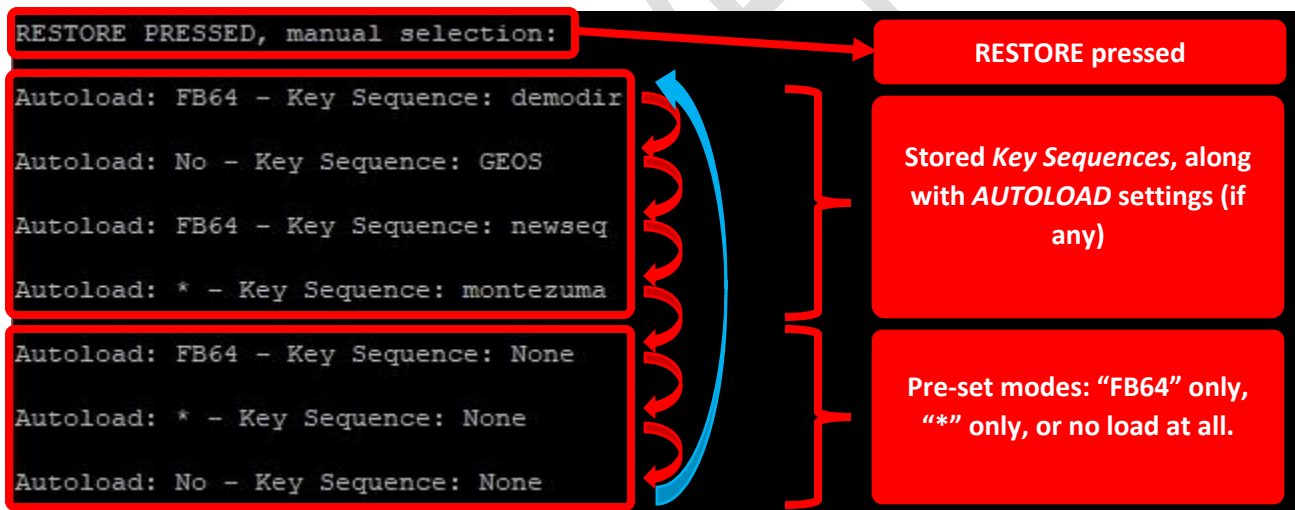 RESTORE PRESSED, manual selection:
RESTORE pressed
Autoload: FB64 - Key Sequence: demodir
Autoload: No - Key Sequence: GEOS
Autoload: FB64 - Key Sequence: newseq
Autoload: * - Key Sequence: montezuma
Stored Key Sequences, along
with AUTOLOAD settings (if
any)
Autoload: FB64 - Key Sequence: None
Autoload: * - Key Sequence: None
Autoload: No - Key Sequence: None
Pre-set modes: “FB64” only,
“*” only, or no load at all.